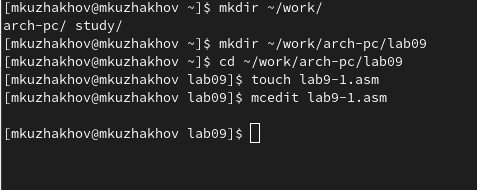 [mkuzhakhov@mkuzhakhov ~]$ mkdir ~/work/
arch-pc/ study/
[mkuzhakhov@mkuzhakhov ~]$ mkdir ~/work/arch-pc/lab09
[mkuzhakhov@mkuzhakhov ~]$ cd ~/work/arch-pc/lab09
[mkuzhakhov@mkuzhakhov lab09]$ touch lab9-1.asm
[mkuzhakhov@mkuzhakhov lab09]$ mcedit lab9-1.asm
[mkuzhakhov@mkuzhakhov lab09]$